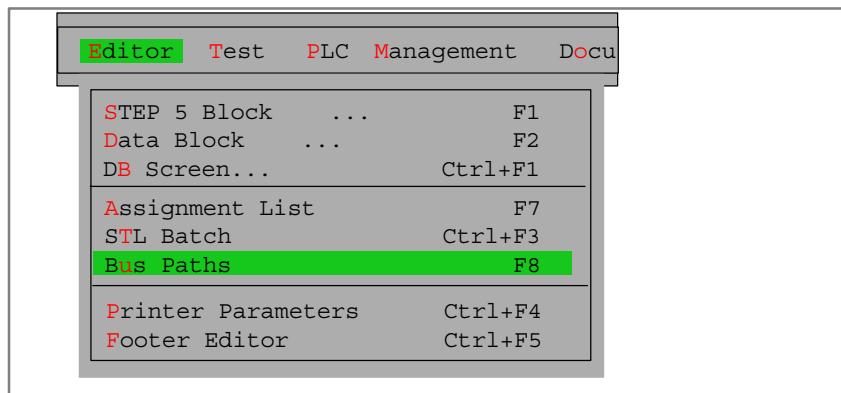 Editor Test PLC Management Docu
STEP 5 Block ... F1
Data Block ... F2
DB Screen... Ctrl+F1
Assignment List F7
STL Batch Ctrl+F3
Bus Paths F8
Printer Parameters Ctrl+F4
Footer Editor Ctrl+F5